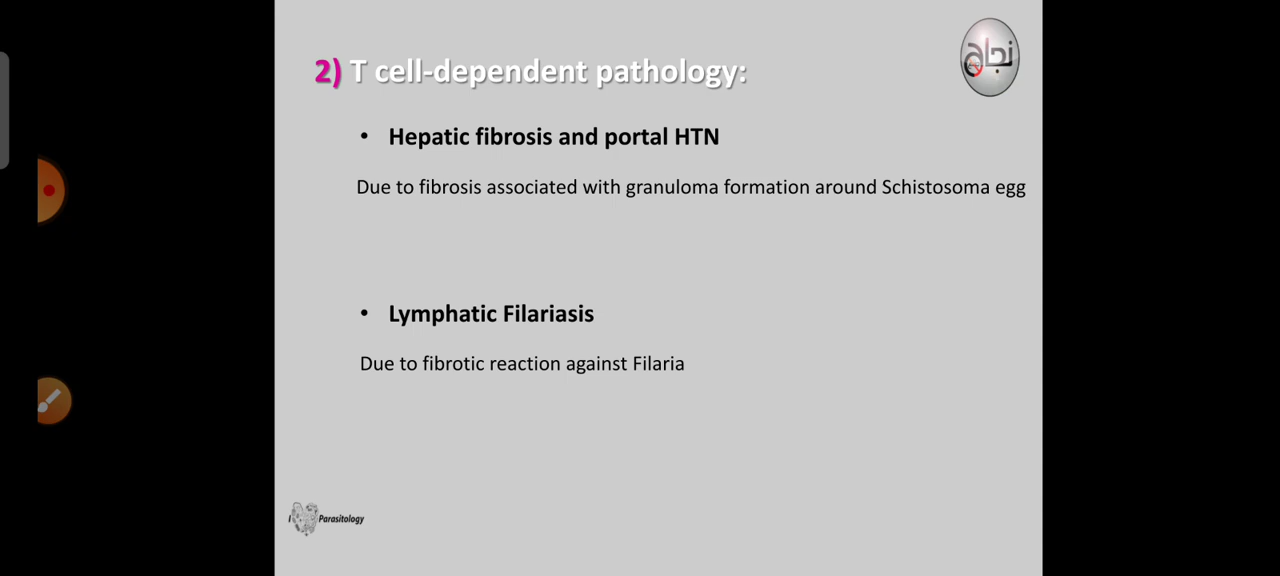 نجاح
2) T cell-dependent pathology:
• Hepatic fibrosis and portal HTN
Due to fibrosis associated with granuloma formation around Schistosoma egg
• Lymphatic Filariasis
Due to fibrotic reaction against Filaria
I Parasitology